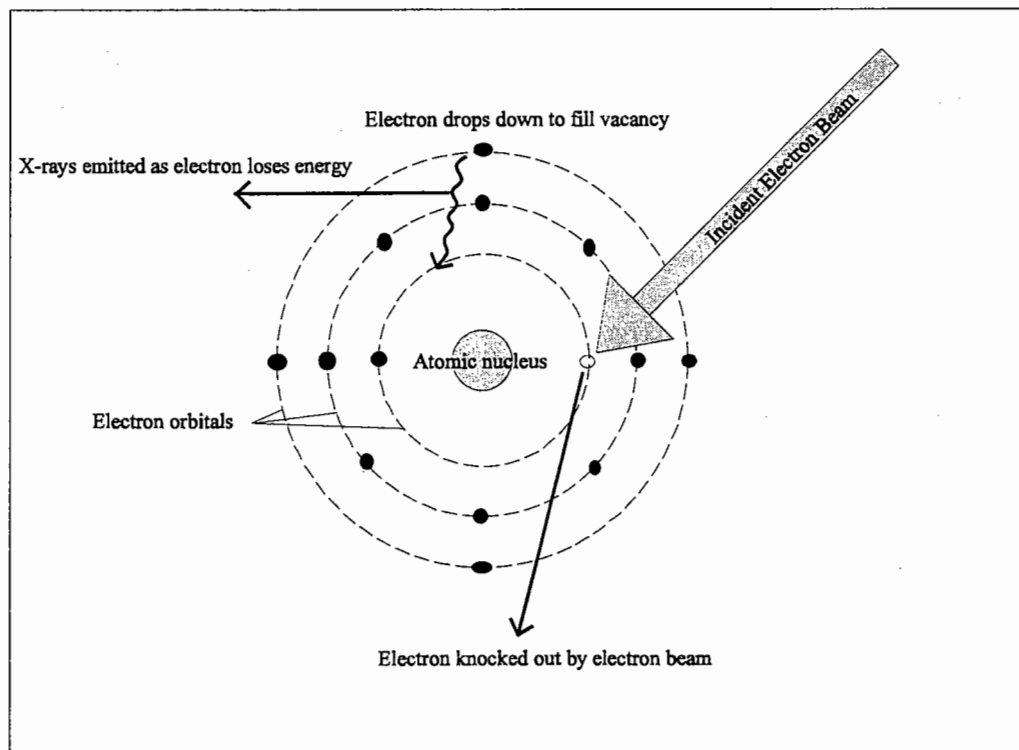 Electron drops down to fill vacancy
X-rays emitted as electron loses energy
Incident Electron Beam
Atomic nucleus
Electron orbitals
Electron knocked out by electron beam